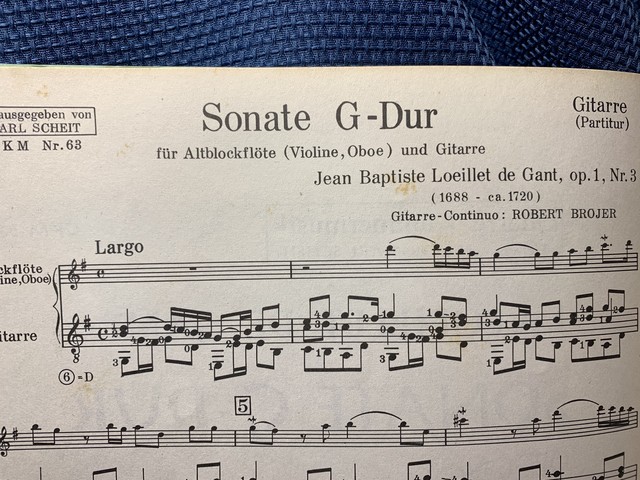 ausgegeben von
ARL SCHEIT
KM Nr.63
Sonate G-Dur
für Altblockflöte (Violine, Oboe) und Gitarre
Gitarre
(Partitur)
Jean Baptiste Loeillet de Gant, op.1, Nr.3
(1688 - ca.1720)
Gitarre-Continuo: ROBERT BROJER
Largo
ckflöte
ine,Oboe)
itarre
⑥=D
5